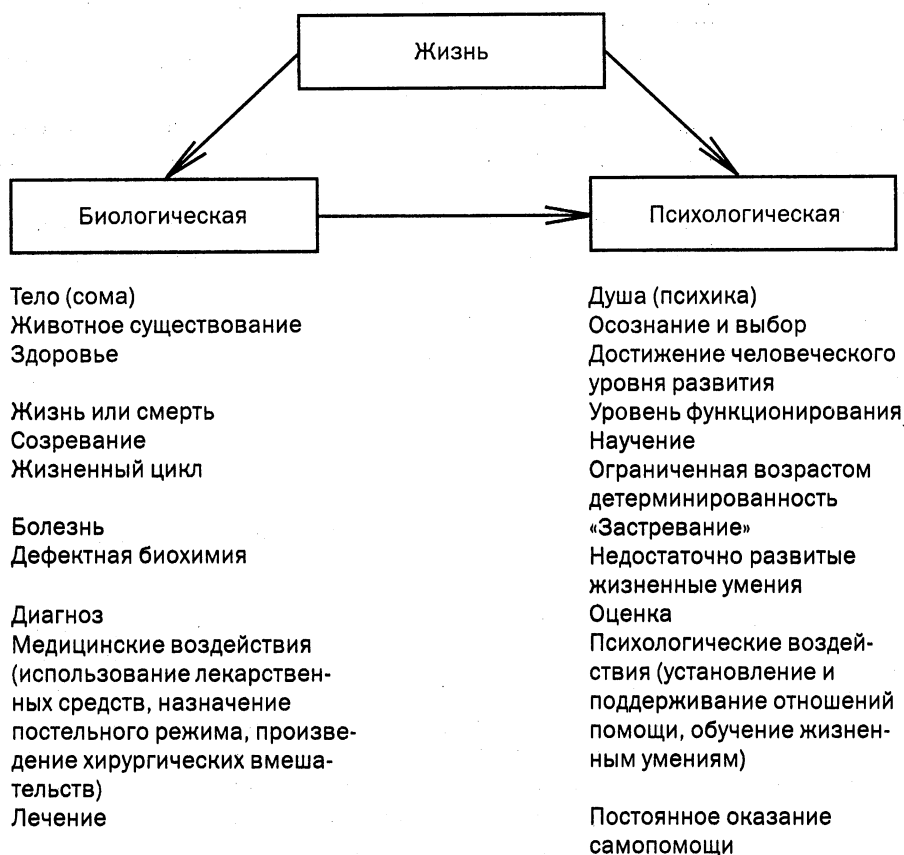 Жизнь
Биологическая
Психологическая
Тело (сома)
Животное существование
Здоровье
Жизнь или смерть
Созревание
Жизненный цикл
Болезнь
Дефектная биохимия
Диагноз
Медицинские воздействия
(использование лекарствен-
ных средств, назначение
постельного режима, произве-
дение хирургических вмеша-
тельств)
Лечение
Душа (психика)
Осознание и выбор
Достижение человеческого
уровня развития
Уровень функционирования
Научение
Ограниченная возрастом
детерминированность
«Застревание»
Недостаточно развитые
жизненные умения
Оценка
Психологические воздей-
ствия (установление и
поддерживание отношений
помощи, обучение жизнен-
ным умениям)
Постоянное оказание
самопомощи